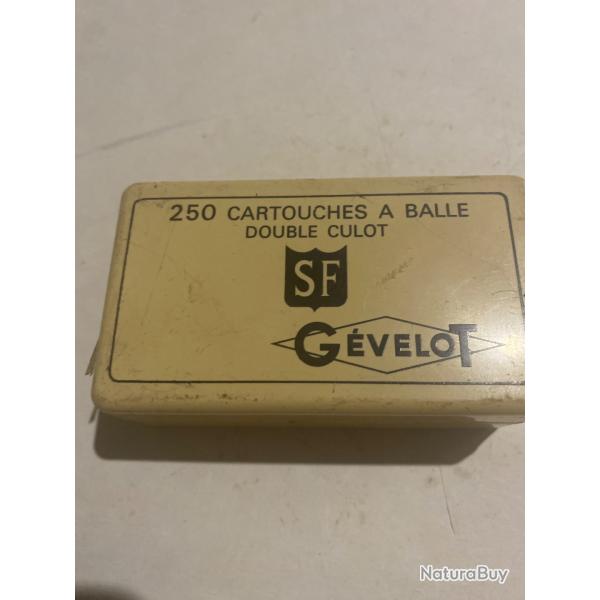 250 CARTOUCHES A BALLE
DOUBLE CULOT
SF
GÉVELOT
NaturaBuy